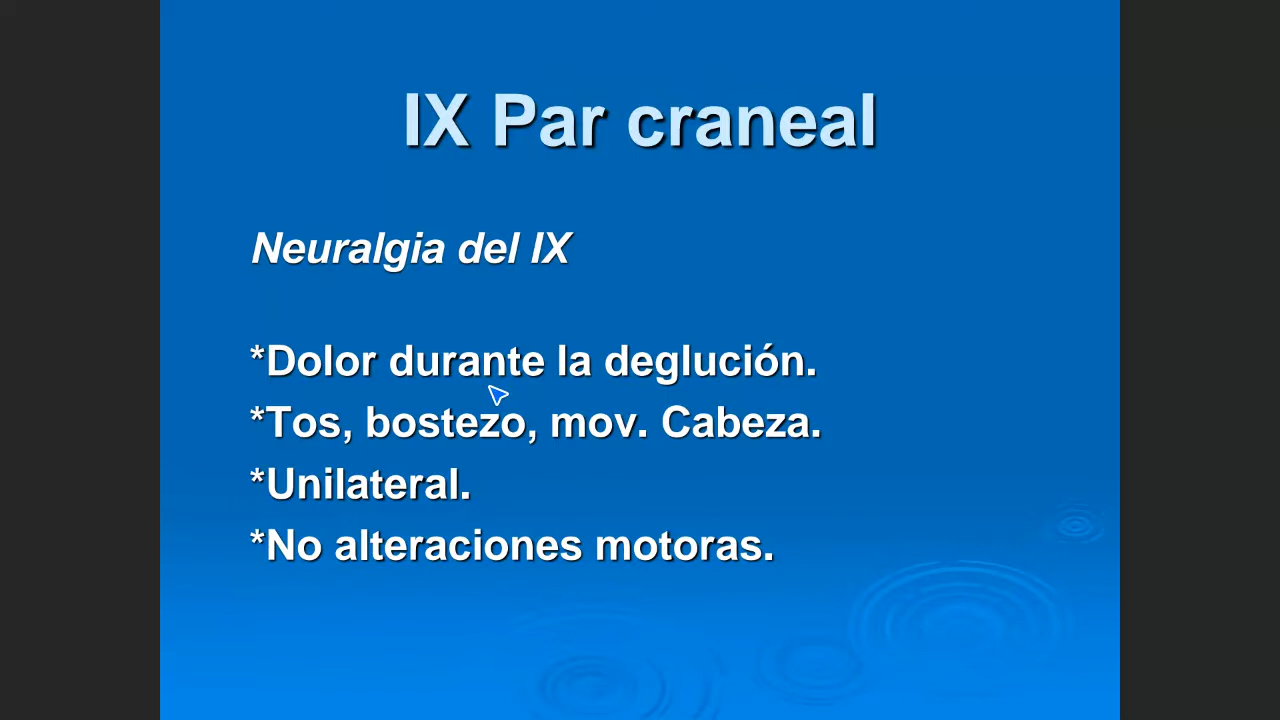 IX Par craneal
Neuralgia del IX
*Dolor durante la deglución.
*Tos, bostezo, mov. Cabeza.
*Unilateral.
*No alteraciones motoras.